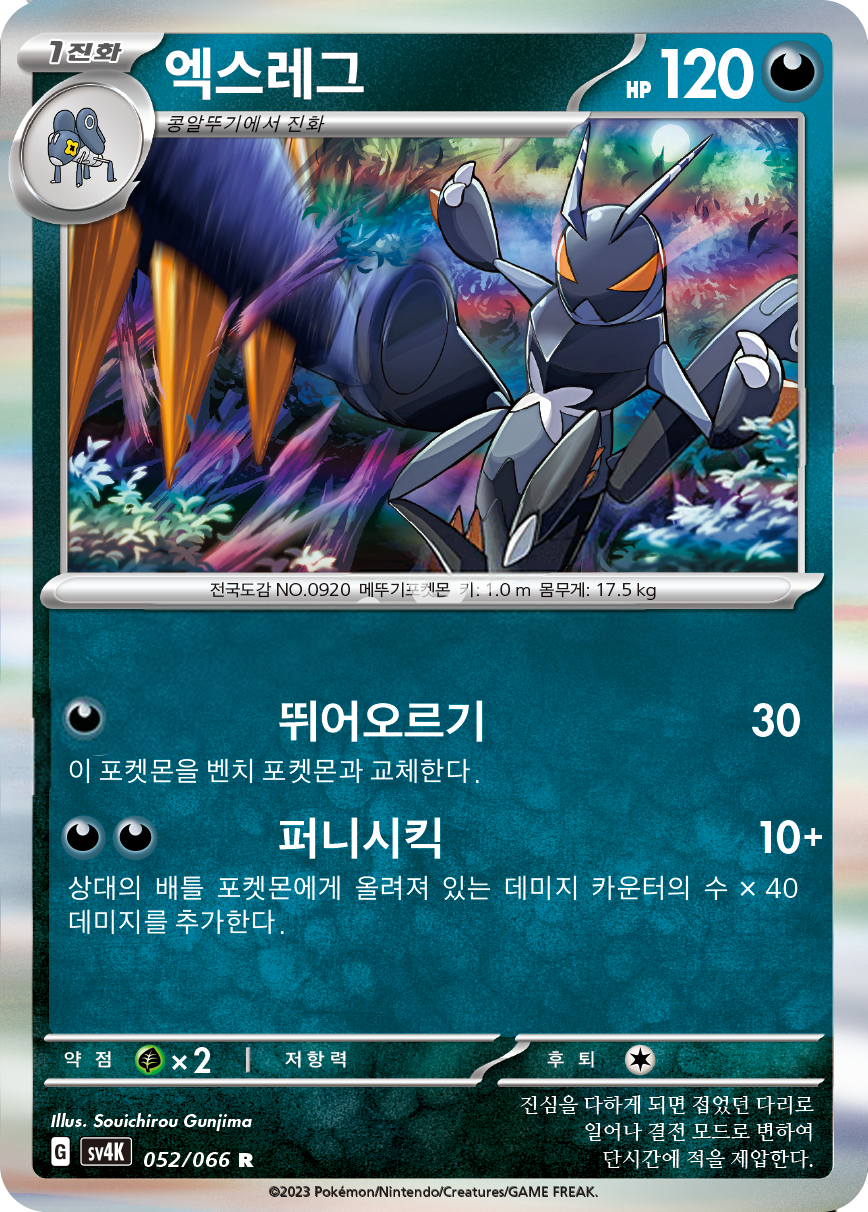 1진화
엑스레그
HP 120
콩알뚜기에서 진화
전국도감 NO.0920 메뚜기포켓몬 키: 1.0 m 몸무게: 17.5 kg
뛰어오르기 30
이 포켓몬을 벤치 포켓몬과 교체한다.
퍼니시킥 10+
상대의 배틀 포켓몬에게 올려져 있는 데미지 카운터의 수 × 40
데미지를 추가한다.
약점 ×2 저항력 후퇴
Illus. Souichirou Gunjima
진심을 다하게 되면 접었던 다리로
일어나 결전 모드로 변하여
단시간에 적을 제압한다.
G sv4K 052/066 R
©2023 Pokémon/Nintendo/Creatures/GAME FREAK.